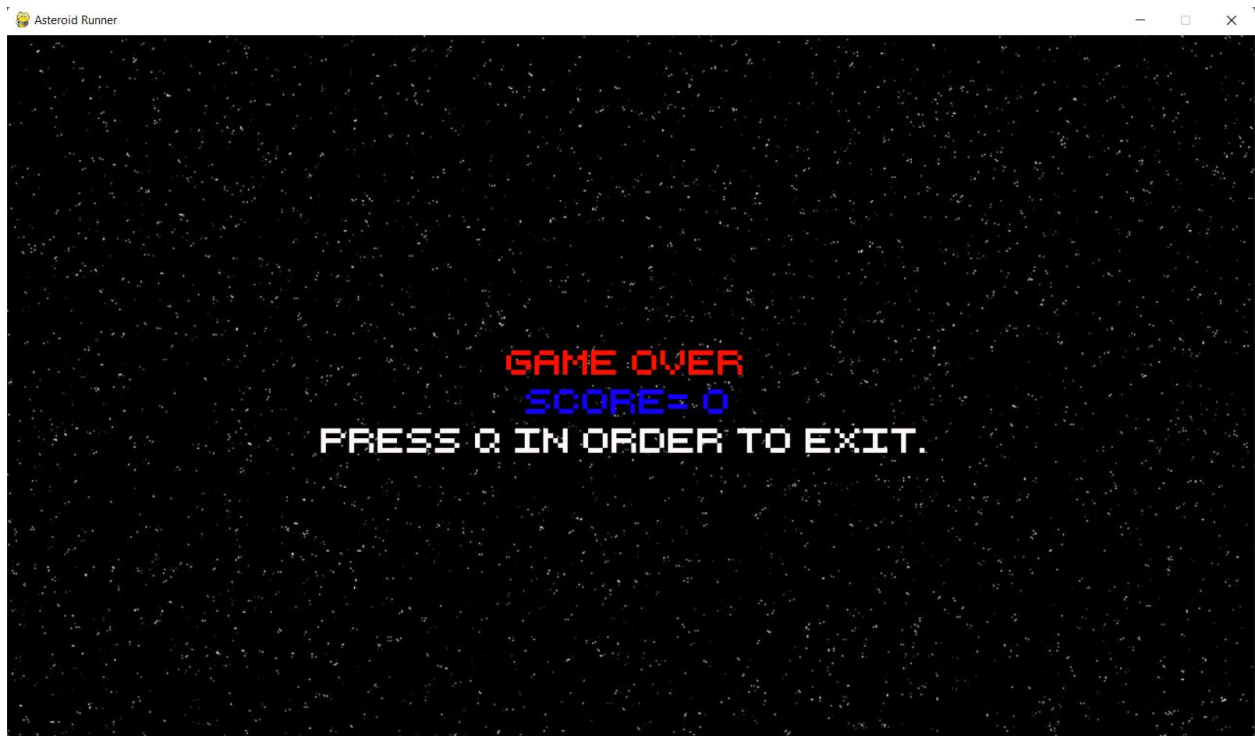 Asteroid Runner
GAME OVER
SCORE= 0
PRESS Q IN ORDER TO EXIT.